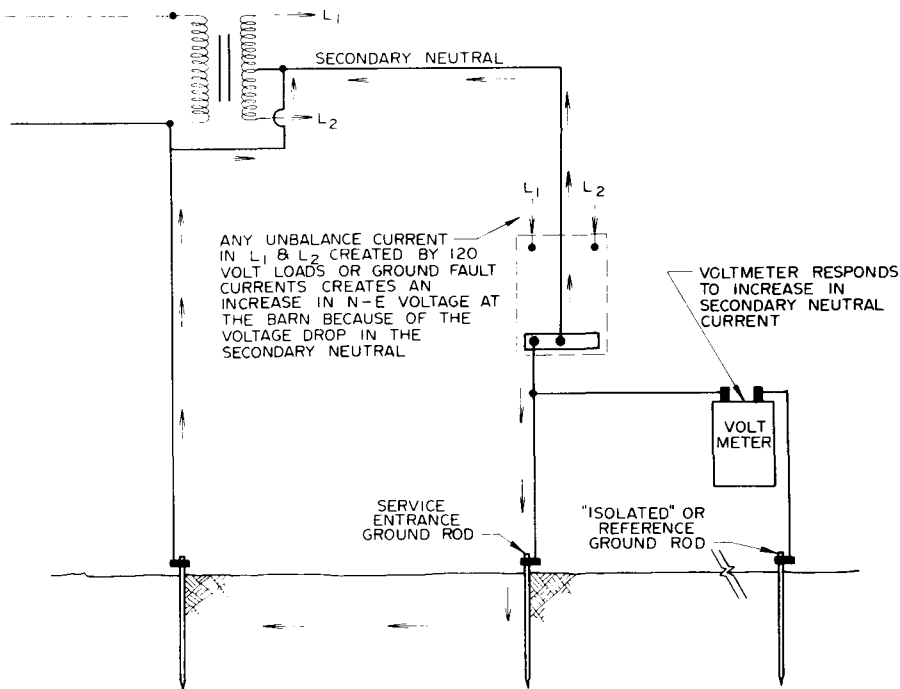 L1
SECONDARY NEUTRAL
L2
L1
L2
ANY UNBALANCE CURRENT
IN L1 & L2 CREATED BY 120
VOLT LOADS OR GROUND FAULT
CURRENTS CREATES AN
INCREASE IN N-E VOLTAGE AT
THE BARN BECAUSE OF THE
VOLTAGE DROP IN THE
SECONDARY NEUTRAL
VOLTMETER RESPONDS
TO INCREASE IN
SECONDARY NEUTRAL
CURRENT
VOLT
METER
SERVICE
ENTRANCE
GROUND ROD
"ISOLATED" OR
REFERENCE
GROUND ROD